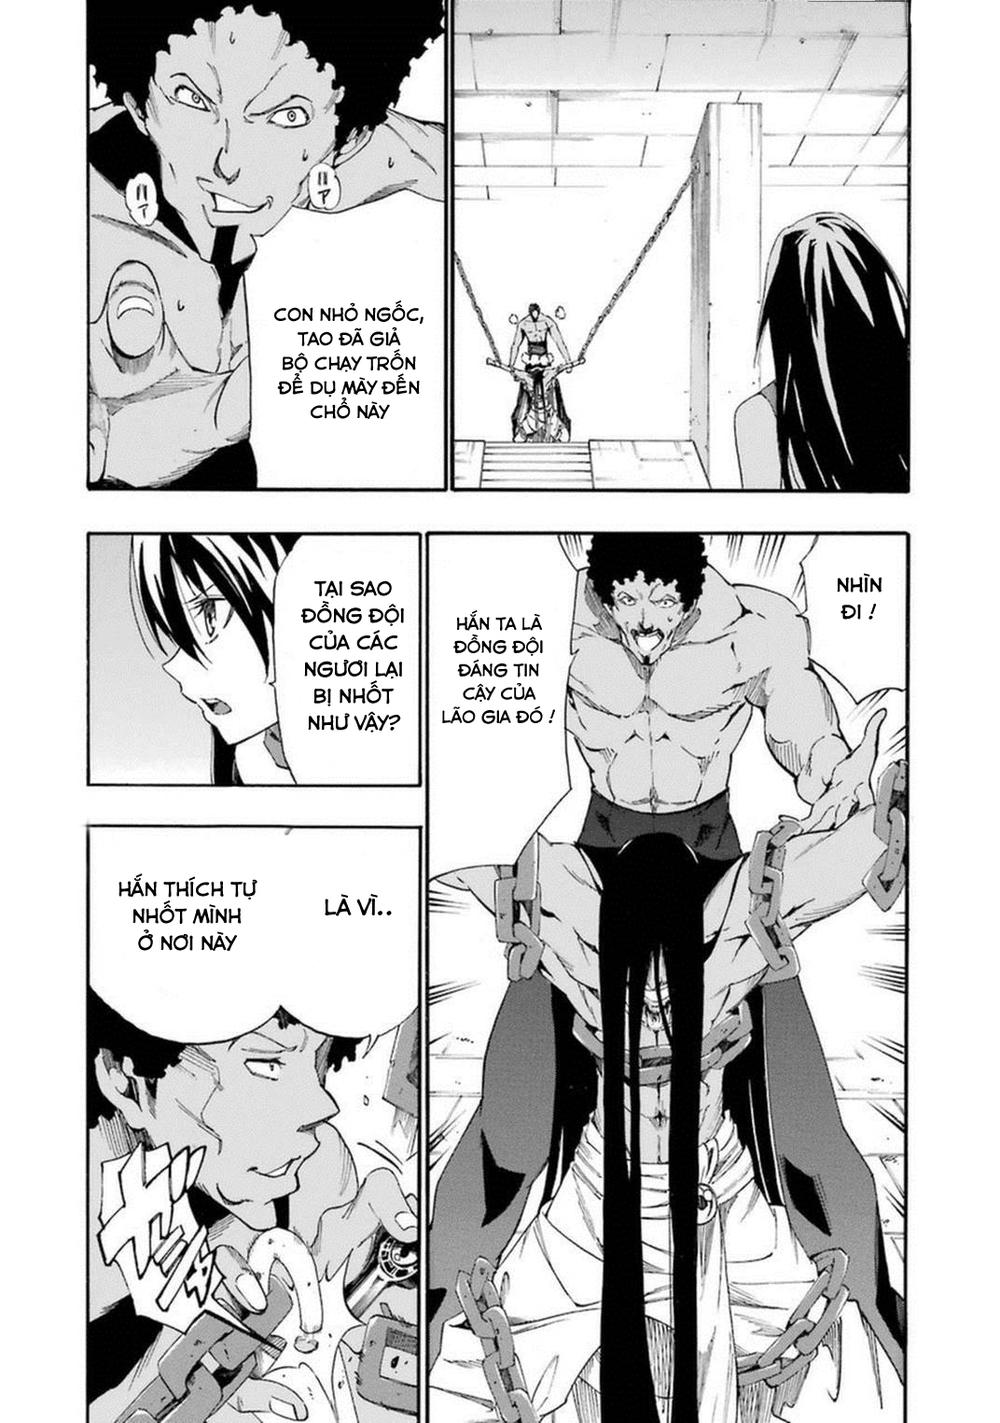 CON NHỎ NGỐC,
TAO ĐÃ GIẢ
BỘ CHẠY TRỐN
ĐỂ DỤ MÀY ĐẾN
CHỔ NÀY
NHÌN
ĐI !
HẮN TA LÀ
ĐỒNG ĐỘI
ĐÁNG TIN
CẬY CỦA
LÃO GIA ĐÓ !
TẠI SAO
ĐỒNG ĐỘI
CỦA CÁC
NGƯƠI LẠI
BỊ NHỐT
NHƯ VẬY?
LÀ VÌ..
HẮN THÍCH TỰ
NHỐT MÌNH
Ở NƠI NÀY